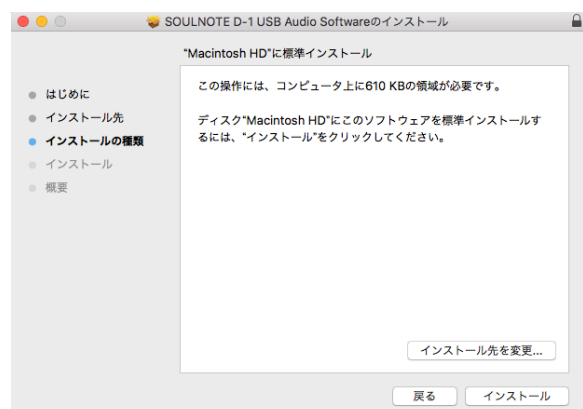 SOULNOTE D-1 USB Audio Softwareのインストール
"Macintosh HD"に標準インストール
はじめに
インストール先
インストールの種類
インストール
概要
この操作には、コンピュータ上に610 KBの領域が必要です。
ディスク"Macintosh HD"にこのソフトウェアを標準インストールす
るには、"インストール"をクリックしてください。
インストール先を変更...
戻る
インストール